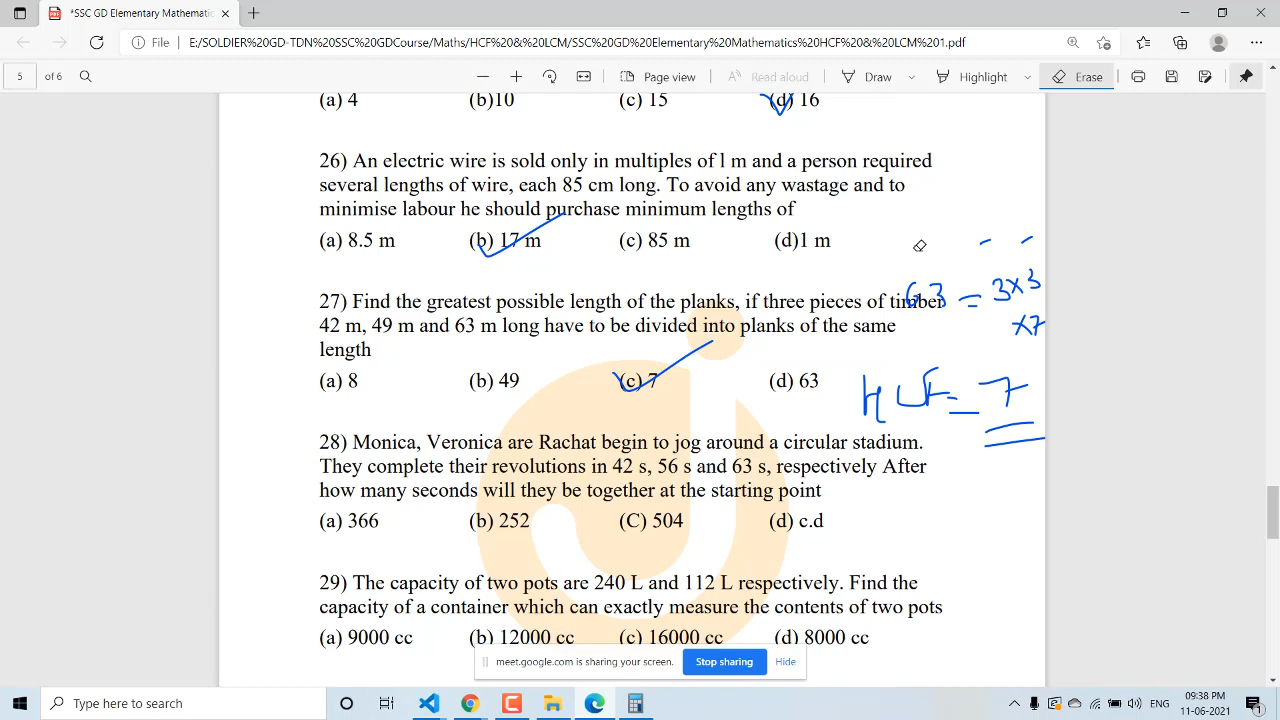 *SSC GD Elementary Mathematic
File
E:/SOLDIER%20GD-TDN%20SSC%20GDCourse/Maths/HCF%20&%20LCM/SSC%20GD%20Elementary%20Mathematics%20HCF%20&%20LCM%201.pdf
5 of 6
Page view
Read aloud
Draw
Highlight
Erase
(a) 4 (b)10 (c) 15 (d) 16
26) An electric wire is sold only in multiples of l m and a person required
several lengths of wire, each 85 cm long. To avoid any wastage and to
minimise labour he should purchase minimum lengths of
(a) 8.5 m (b) 17 m (c) 85 m (d)1 m
63 = 3x3
x7
27) Find the greatest possible length of the planks, if three pieces of timber
42 m, 49 m and 63 m long have to be divided into planks of the same
length
(a) 8 (b) 49 (c) 7 (d) 63
HCF = 7
28) Monica, Veronica are Rachat begin to jog around a circular stadium.
They complete their revolutions in 42 s, 56 s and 63 s, respectively After
how many seconds will they be together at the starting point
(a) 366 (b) 252 (C) 504 (d) c.d
29) The capacity of two pots are 240 L and 112 L respectively. Find the
capacity of a container which can exactly measure the contents of two pots
(a) 9000 cc (b) 12000 cc (c) 16000 cc (d) 8000 cc
meet.google.com is sharing your screen. Stop sharing Hide
Type here to search
09:38 PM
11-06-2021
1